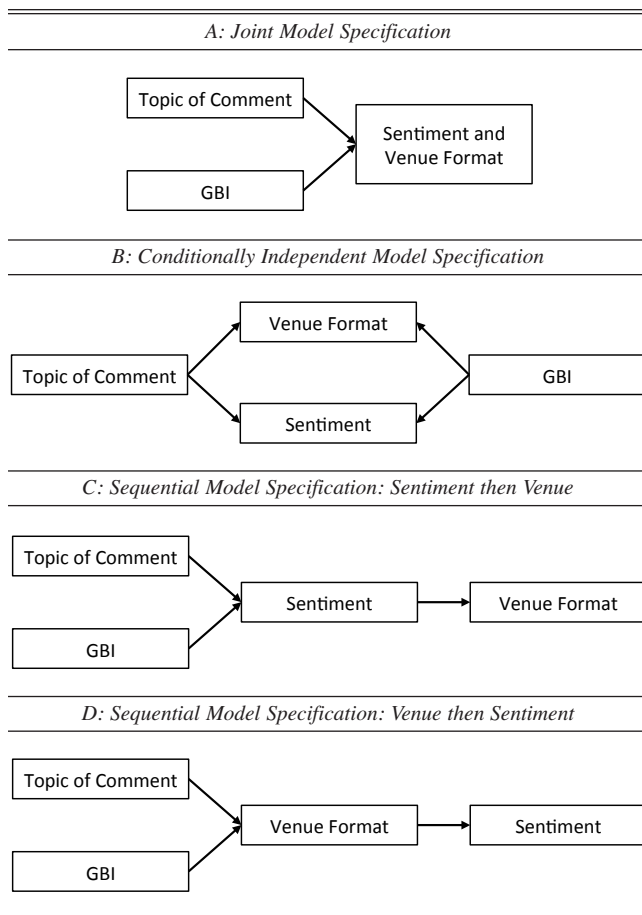 A: Joint Model Specification
Topic of Comment
Sentiment and
Venue Format
GBI
B: Conditionally Independent Model Specification
Venue Format
Topic of Comment
GBI
Sentiment
C: Sequential Model Specification: Sentiment then Venue
Topic of Comment
Sentiment
Venue Format
GBI
D: Sequential Model Specification: Venue then Sentiment
Topic of Comment
Venue Format
Sentiment
GBI